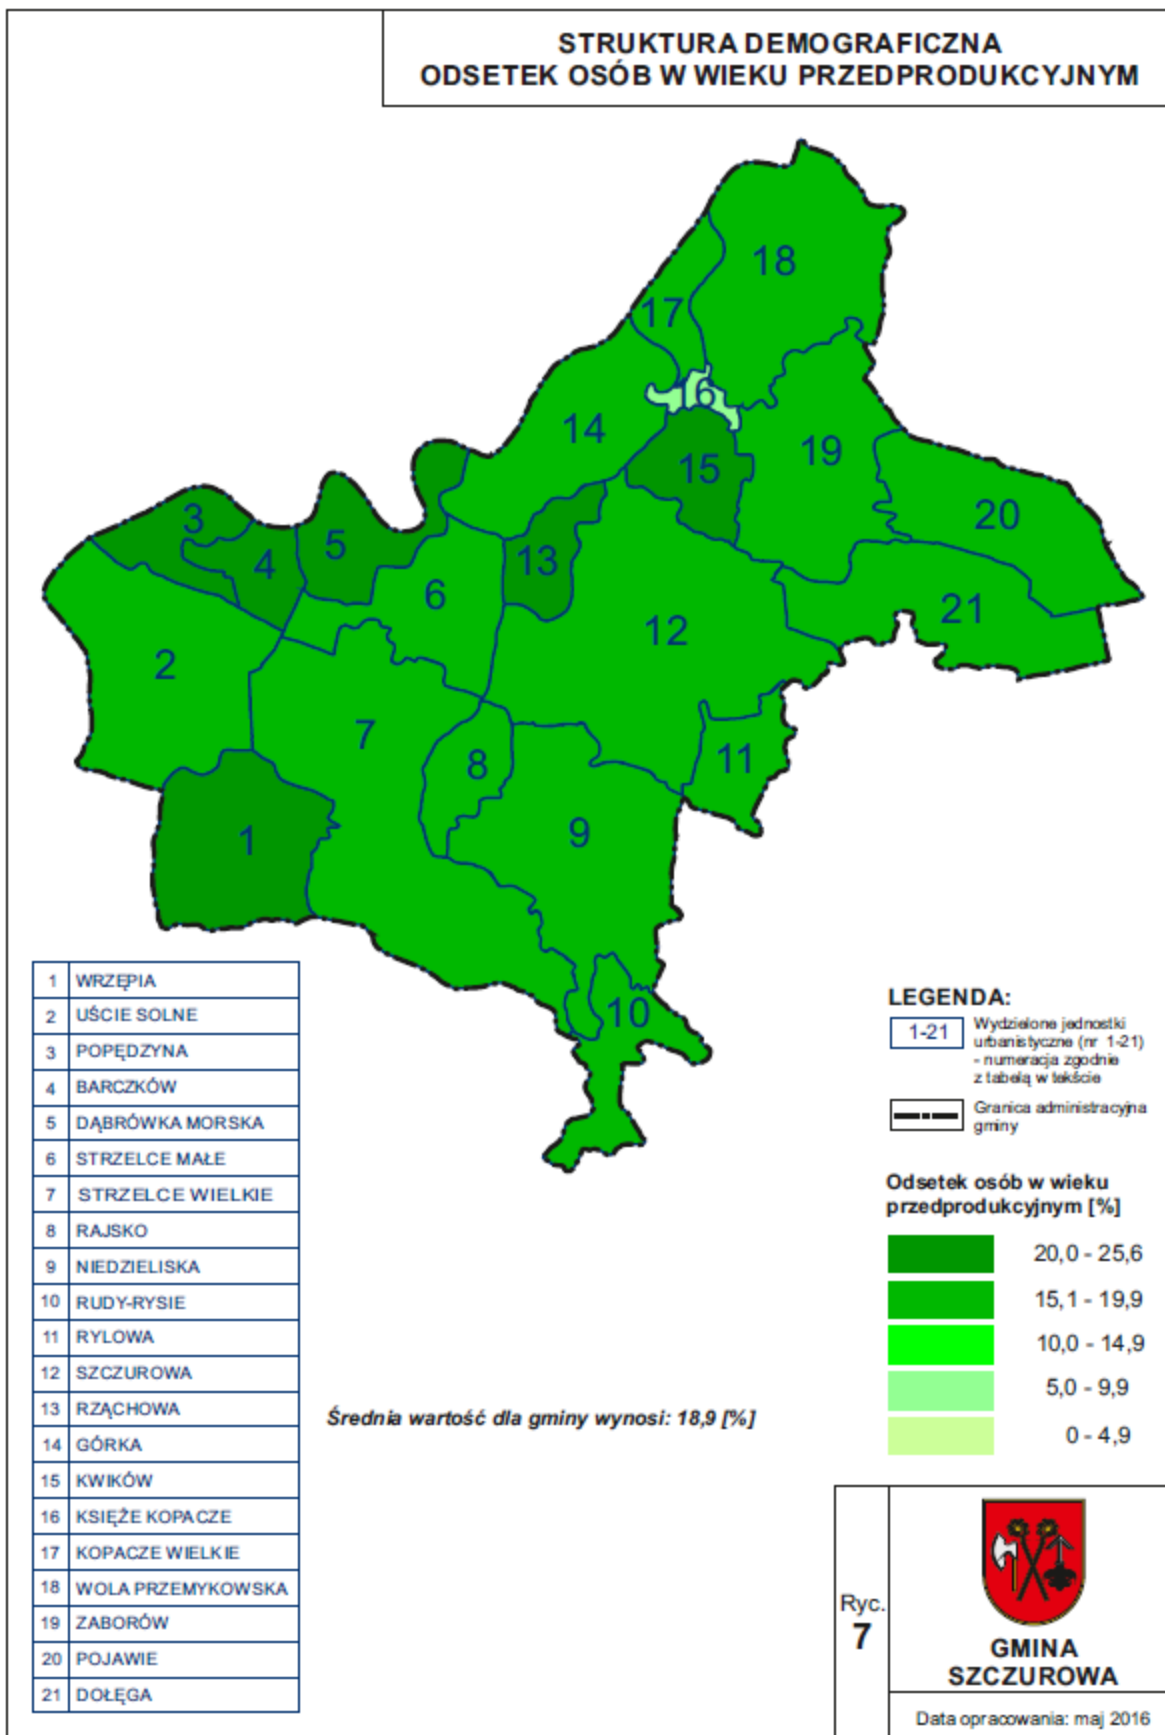 STRUKTURA DEMOGRAFICZNA
ODSETEK OSÓB W WIEKU PRZEDPRODUKCYJNYM
18
17
16
14
15
19
20
3
5
4
13
6
21
12
2
7
8
11
1
9
10
1 WRZĘPIA
2 UŚCIE SOLNE
3 POPĘDZYNA
4 BARCZKÓW
5 DĄBRÓWKA MORSKA
6 STRZELCE MAŁE
7 STRZELCE WIELKIE
8 RAJSKO
9 NIEDZIELISKA
10 RUDY-RYSIE
11 RYLOWA
12 SZCZUROWA
13 RZĄCHOWA
14 GÓRKA
15 KWIKÓW
16 KSIĘŻE KOPACZE
17 KOPACZE WIELKIE
18 WOLA PRZEMYKOWSKA
19 ZABORÓW
20 POJAWIE
21 DOŁĘGA
Średnia wartość dla gminy wynosi: 18,9 [%]
LEGENDA:
1-21
Wydzielone jednostki
urbanistyczne (nr 1-21)
- numeracja zgodnie
z tabelą w tekście
Granica administracyjna
gminy
Odsetek osób w wieku
przedprodukcyjnym [%]
20,0 - 25,6
15,1 - 19,9
10,0 - 14,9
5,0 - 9,9
0 - 4,9
Ryc.
7
GMINA
SZCZUROWA
Data opracowania: maj 2016